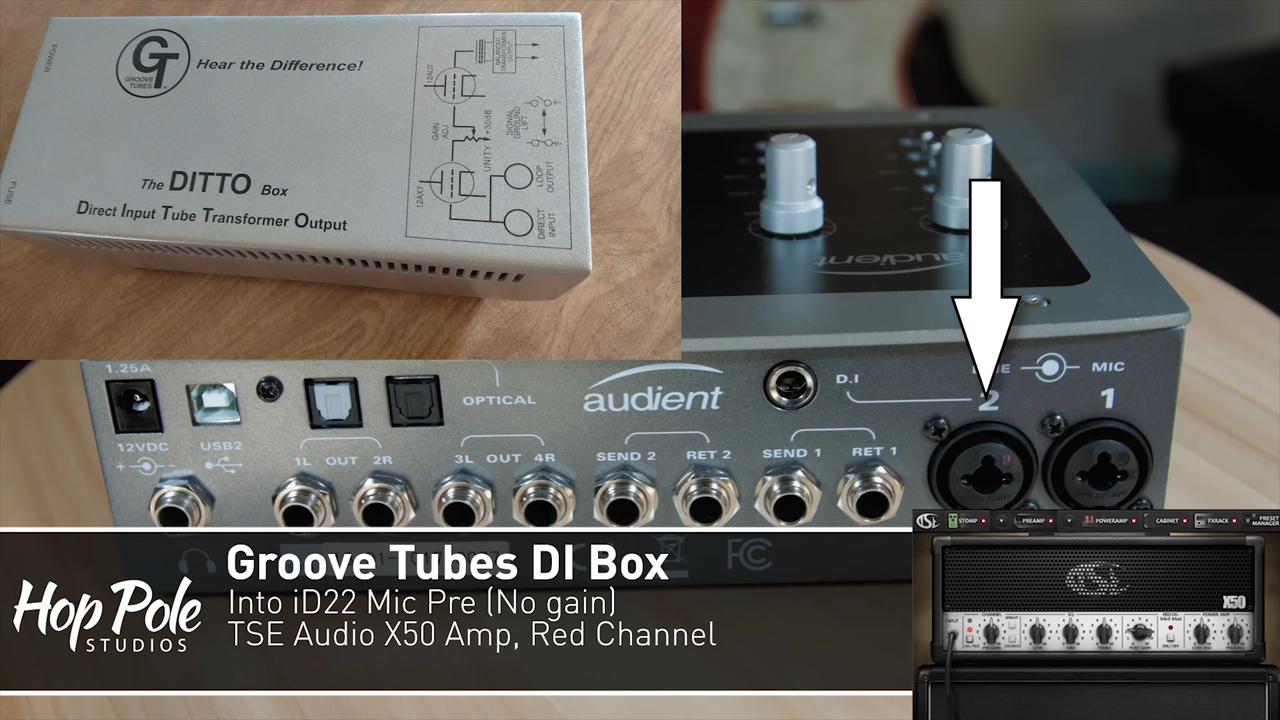 POWER
FUSE
GT
GROOVE
TUBES
Hear the Difference!
The DITTO Box
Direct Input Tube Transformer Output
12AU7
BALANCED
TRANSFORMER
OUTPUT
GAIN
ADJ
+30dB
UNITY
SIGNAL
GROUND
LIFT
12AX7
LOOP
OUTPUT
DIRECT
INPUT
audient
1.25A
12VDC
USB2
OPTICAL
audient
D.I
MIC
2
1
1L OUT 2R
3L OUT 4R
SEND 2
RET 2
SEND 1
RET 1
FC
Hop Pole
STUDIOS
Groove Tubes DI Box
Into iD22 Mic Pre (No gain)
TSE Audio X50 Amp, Red Channel
TSE
STOMP
PREAMP
POWERAMP
CABINET
FXRACK
PRESET
MANAGER
X50
INPUT